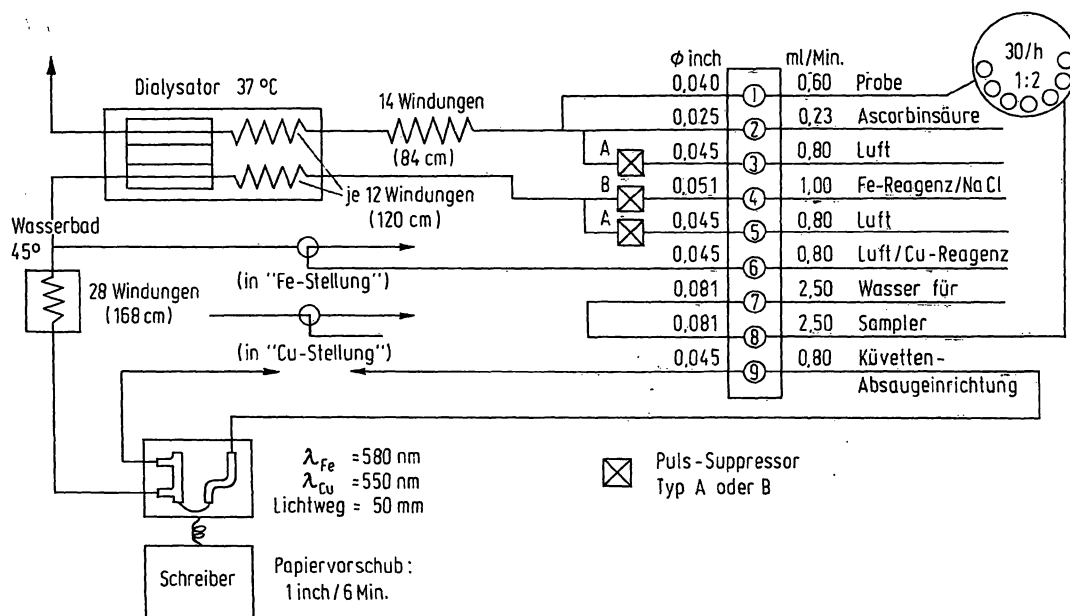 ϕ inch ml/Min.
30/h
1:2
0,040 1 0,60 Probe
0,025 2 0,23 Ascorbinsäure
A 0,045 3 0,80 Luft
B 0,051 4 1,00 Fe-Reagenz/NaCl
A 0,045 5 0,80 Luft
0,045 6 0,80 Luft/Cu-Reagenz
0,081 7 2,50 Wasser für
0,081 8 2,50 Sampler
0,045 9 0,80 Küvetten-
Absaugeinrichtung
Dialysator 37 °C
14 Windungen
(84 cm)
je 12 Windungen
(120 cm)
Wasserbad
45°
28 Windungen
(168 cm)
(in "Fe-Stellung")
(in "Cu-Stellung")
λFe = 580 nm
λCu = 550 nm
Lichtweg = 50 mm
Puls-Suppressor
Typ A oder B
Schreiber
Papiervorschub:
1 inch/6 Min.